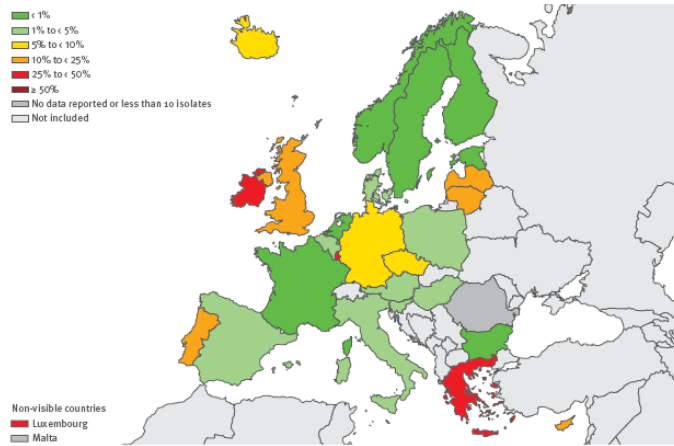 < 1%
1% to < 5%
5% to < 10%
10% to < 25%
25% to < 50%
≥ 50%
No data reported or less than 10 isolates
Not included
Non-visible countries
Luxembourg
Malta